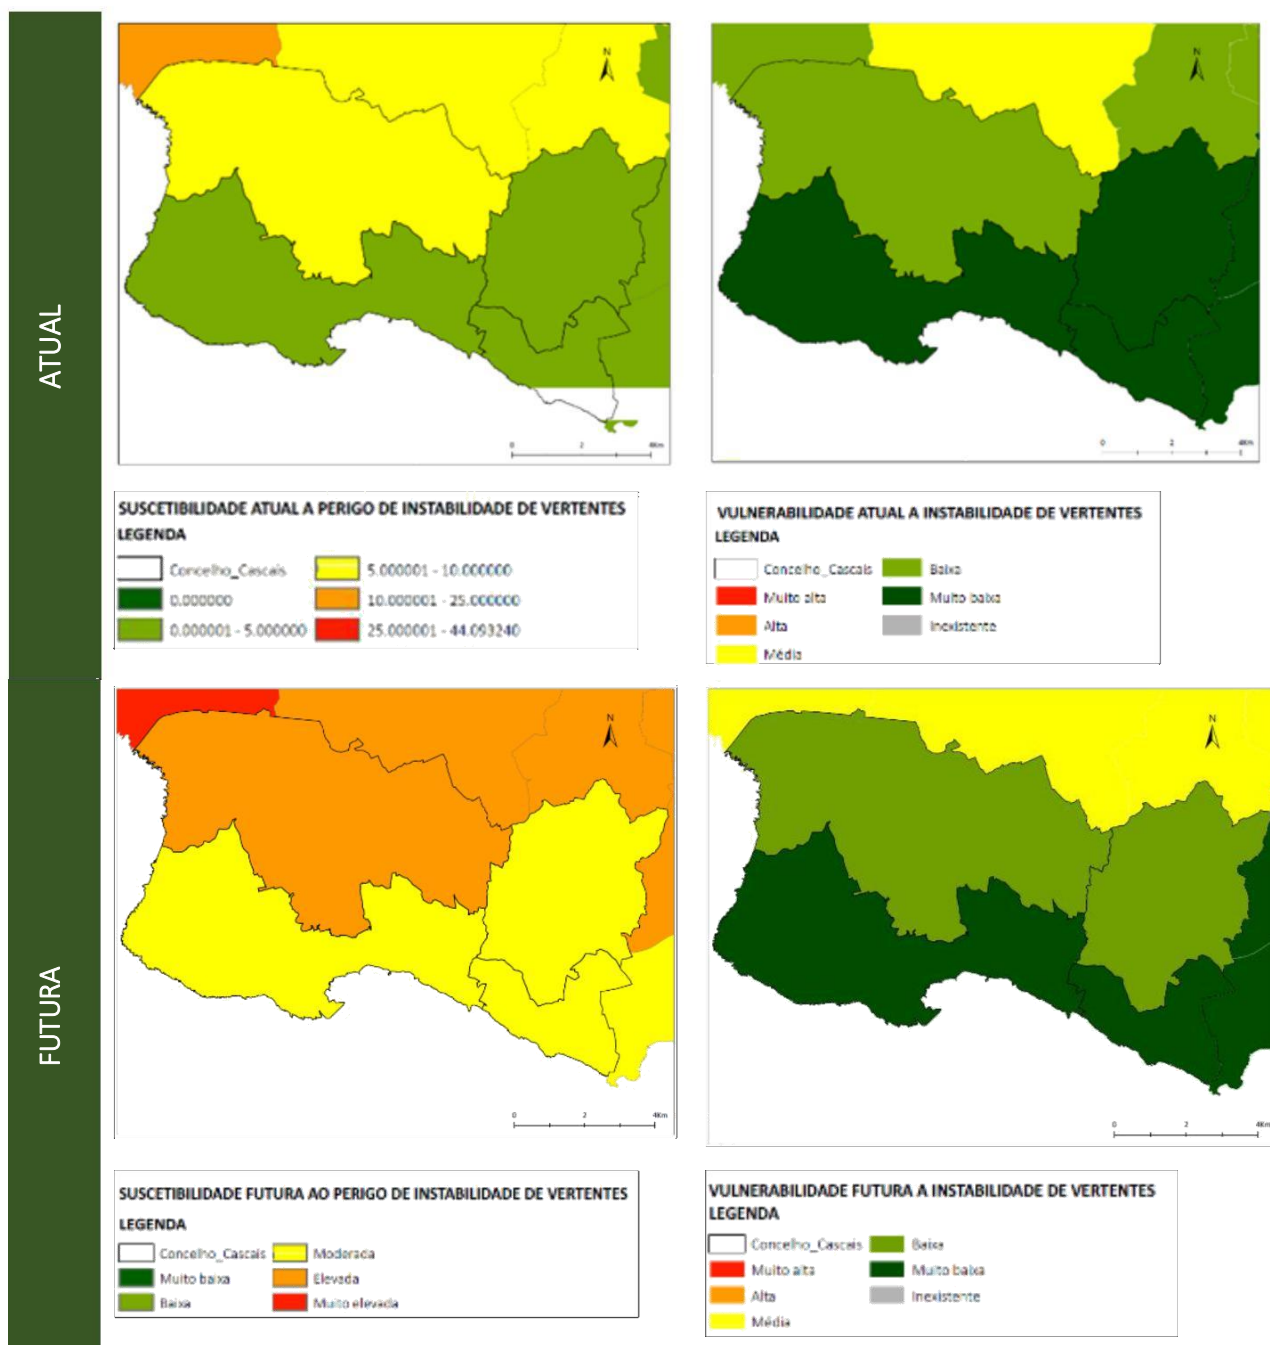 ATUAL
N
0 2 4Km
N
0 2 4Km
SUSCETIBILIDADE ATUAL A PERIGO DE INSTABILIDADE DE VERTENTES
LEGENDA
Concelho_Cascais 5.000001 - 10.000000
0.000000 10.000001 - 25.000000
0.000001 - 5.000000 25.000001 - 44.093240
VULNERABILIDADE ATUAL A INSTABILIDADE DE VERTENTES
LEGENDA
Concelho_Cascais Baixa
Muito alta Muito baixa
Alta Inexistente
Média
FUTURA
N
0 2 4Km
N
0 2 4Km
SUSCETIBILIDADE FUTURA AO PERIGO DE INSTABILIDADE DE VERTENTES
LEGENDA
Concelho_Cascais Moderada
Muito baixa Elevada
Baixa Muito elevada
VULNERABILIDADE FUTURA A INSTABILIDADE DE VERTENTES
LEGENDA
Concelho_Cascais Baixa
Muito alta Muito baixa
Alta Inexistente
Média